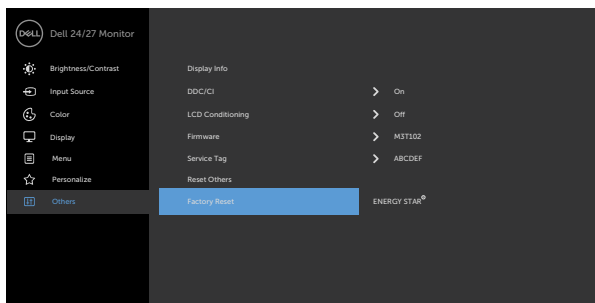 DELL Dell 24/27 Monitor
Brightness/Contrast Display Info
Input Source DDC/CI On
Color LCD Conditioning Off
Display Firmware M3T102
Menu Service Tag ABCDEF
Personalize Reset Others
Others Factory Reset ENERGY STAR®